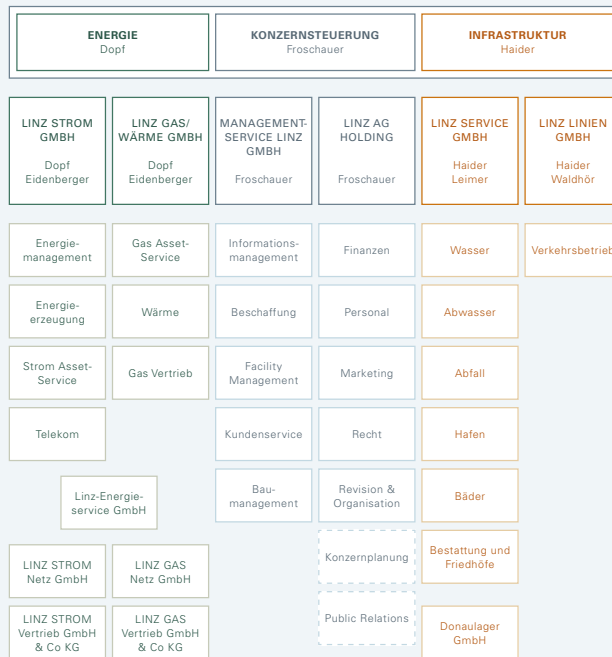 ENERGIE
Dopf
KONZERNSTEUERUNG
Froschauer
INFRASTRUKTUR
Haider
LINZ STROM
GMBH
Dopf
Eidenberger
LINZ GAS/
WÄRME GMBH
Dopf
Eidenberger
MANAGEMENT-
SERVICE LINZ
GMBH
Froschauer
LINZ AG
HOLDING
Froschauer
LINZ SERVICE
GMBH
Haider
Leimer
LINZ LINIEN
GMBH
Haider
Waldhör
Energie-
management
Gas Asset-
Service
Informations-
management
Finanzen
Wasser
Verkehrsbetrieb
Energie-
erzeugung
Wärme
Beschaffung
Personal
Abwasser
Strom Asset-
Service
Gas Vertrieb
Facility
Management
Marketing
Abfall
Telekom
Kundenservice
Recht
Hafen
Linz-Energie-
service GmbH
Bau-
management
Revision &
Organisation
Bäder
LINZ STROM
Netz GmbH
LINZ GAS
Netz GmbH
Konzernplanung
Bestattung und
Friedhöfe
LINZ STROM
Vertrieb GmbH
& Co KG
LINZ GAS
Vertrieb GmbH
& Co KG
Public Relations
Donaulager
GmbH